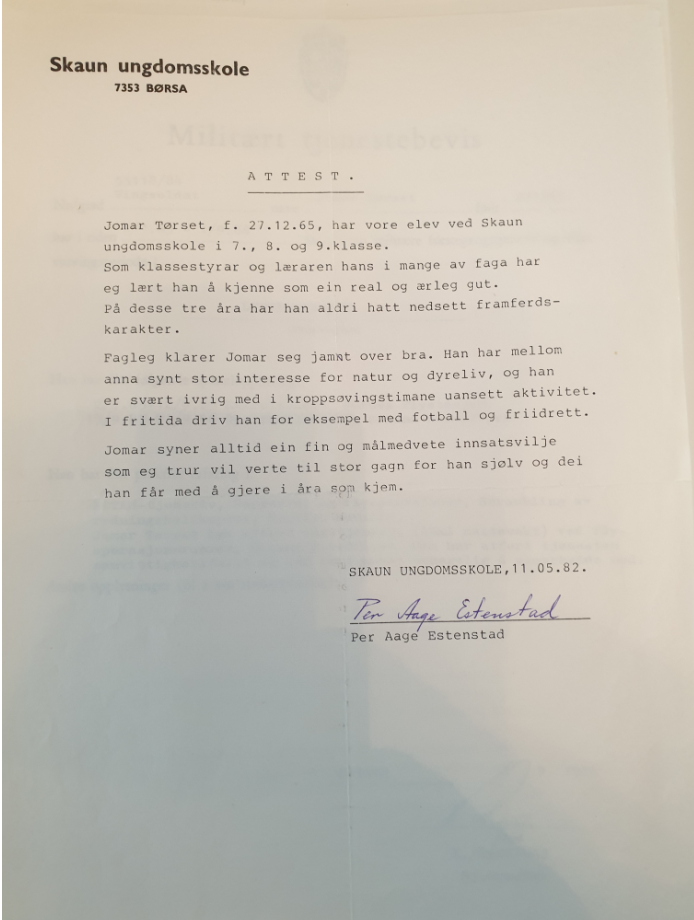 Skaun ungdomsskole
7353 BØRSA
Militært tjenestebevis
A T T E S T .
Jomar Tørset, f. 27.12.65, har vore elev ved Skaun
ungdomsskole i 7., 8. og 9.klasse.
Som klassestyrar og læraren hans i mange av faga har
eg lært han å kjenne som ein real og ærleg gut.
På desse tre åra har han aldri hatt nedsett framferds-
karakter.
Fagleg klarer Jomar seg jamnt over bra. Han har mellom
anna synt stor interesse for natur og dyreliv, og han
er svært ivrig med i kroppsøvingstimane uansett aktivitet.
I fritida driv han for eksempel med fotball og friidrett.
Jomar syner alltid ein fin og målmedvete innsatsvilje
som eg trur vil verte til stor gagn for han sjølv og dei
han får med å gjere i åra som kjem.
SKAUN UNGDOMSSKOLE,11.05.82.
Per Aage Estenstad
Per Aage Estenstad